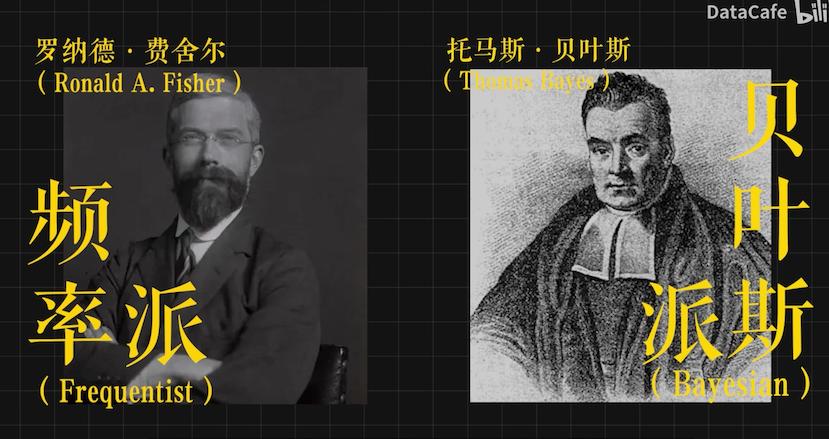 DataCafe bili
罗纳德·费舍尔
( Ronald A. Fisher )
频
率派
( Frequentist )
托马斯·贝叶斯
( Thomas Bayes )
贝
叶
斯
派
( Bayesian )